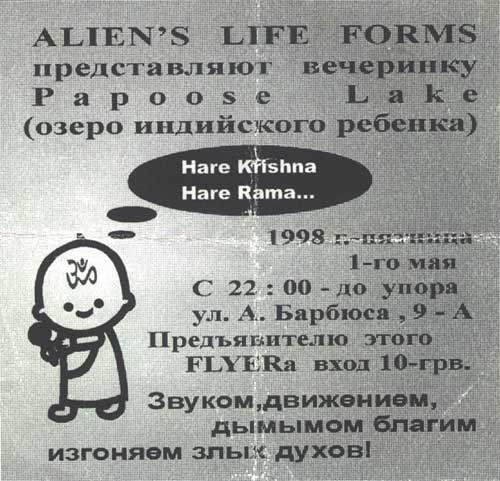 ALIEN'S LIFE FORMS
представляют вечеринку
Papoose Lake
(озеро индийского ребенка)
Hare Krishna
Hare Rama...
ॐ
1998 г.-пятница
1-го мая
С 22 : 00 - до упора
ул. А. Барбюса , 9 - А
Предъявителю этого
FLYERа вход 10-грв.
Звуком,движением,
дымымом благим
изгоняем злых духов!